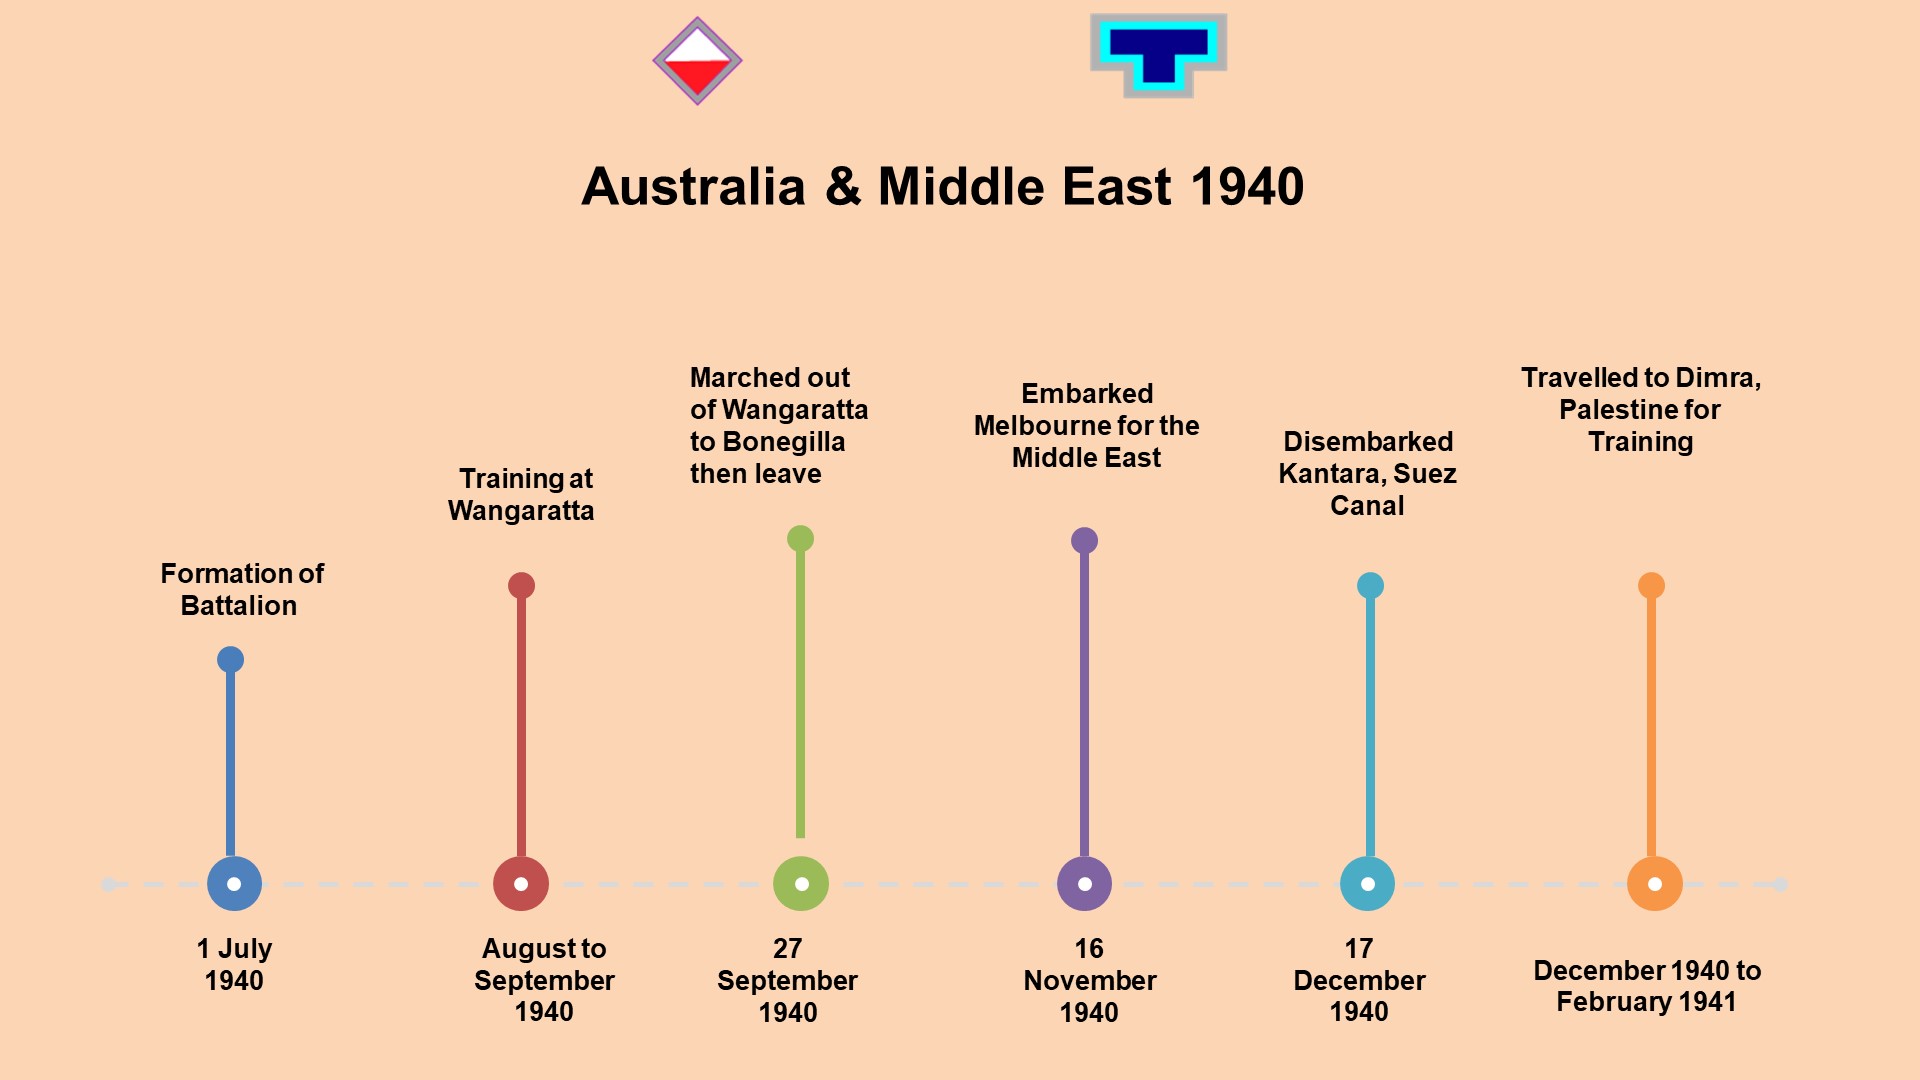 Australia & Middle East 1940
Formation of
Battalion
Training at
Wangaratta
Marched out
of Wangaratta
to Bonegilla
then leave
Embarked
Melbourne for the
Middle East
Disembarked
Kantara, Suez
Canal
Travelled to Dimra,
Palestine for
Training
1 July
1940
August to
September
1940
27
September
1940
16
November
1940
17
December
1940
December 1940 to
February 1941